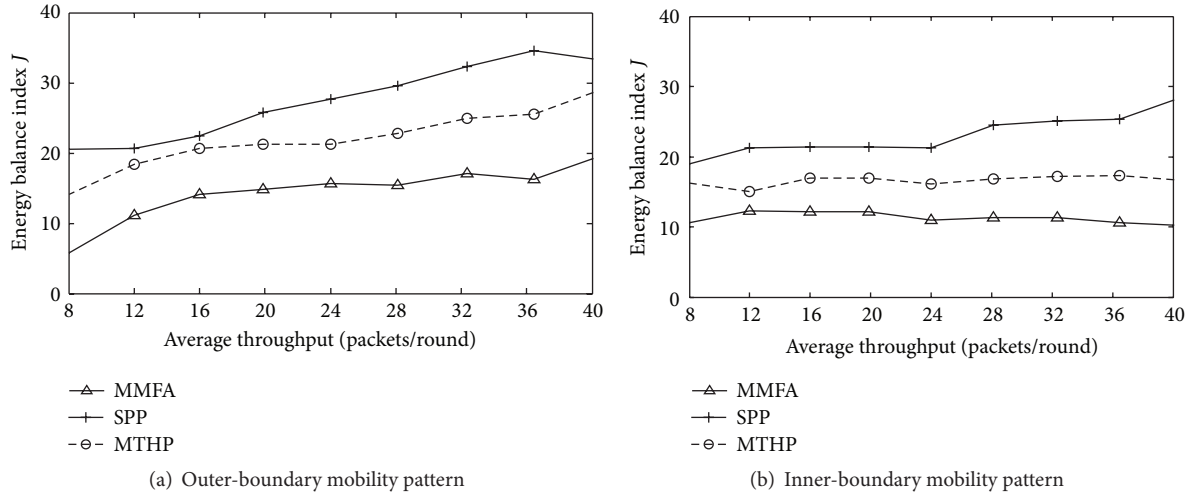 40
30
20
10
0
Energy balance index J
8 12 16 20 24 28 32 36 40
Average throughput (packets/round)
MMFA
SPP
MTHP
(a) Outer-boundary mobility pattern
40
30
20
10
0
Energy balance index J
8 12 16 20 24 28 32 36 40
Average throughput (packets/round)
MMFA
SPP
MTHP
(b) Inner-boundary mobility pattern